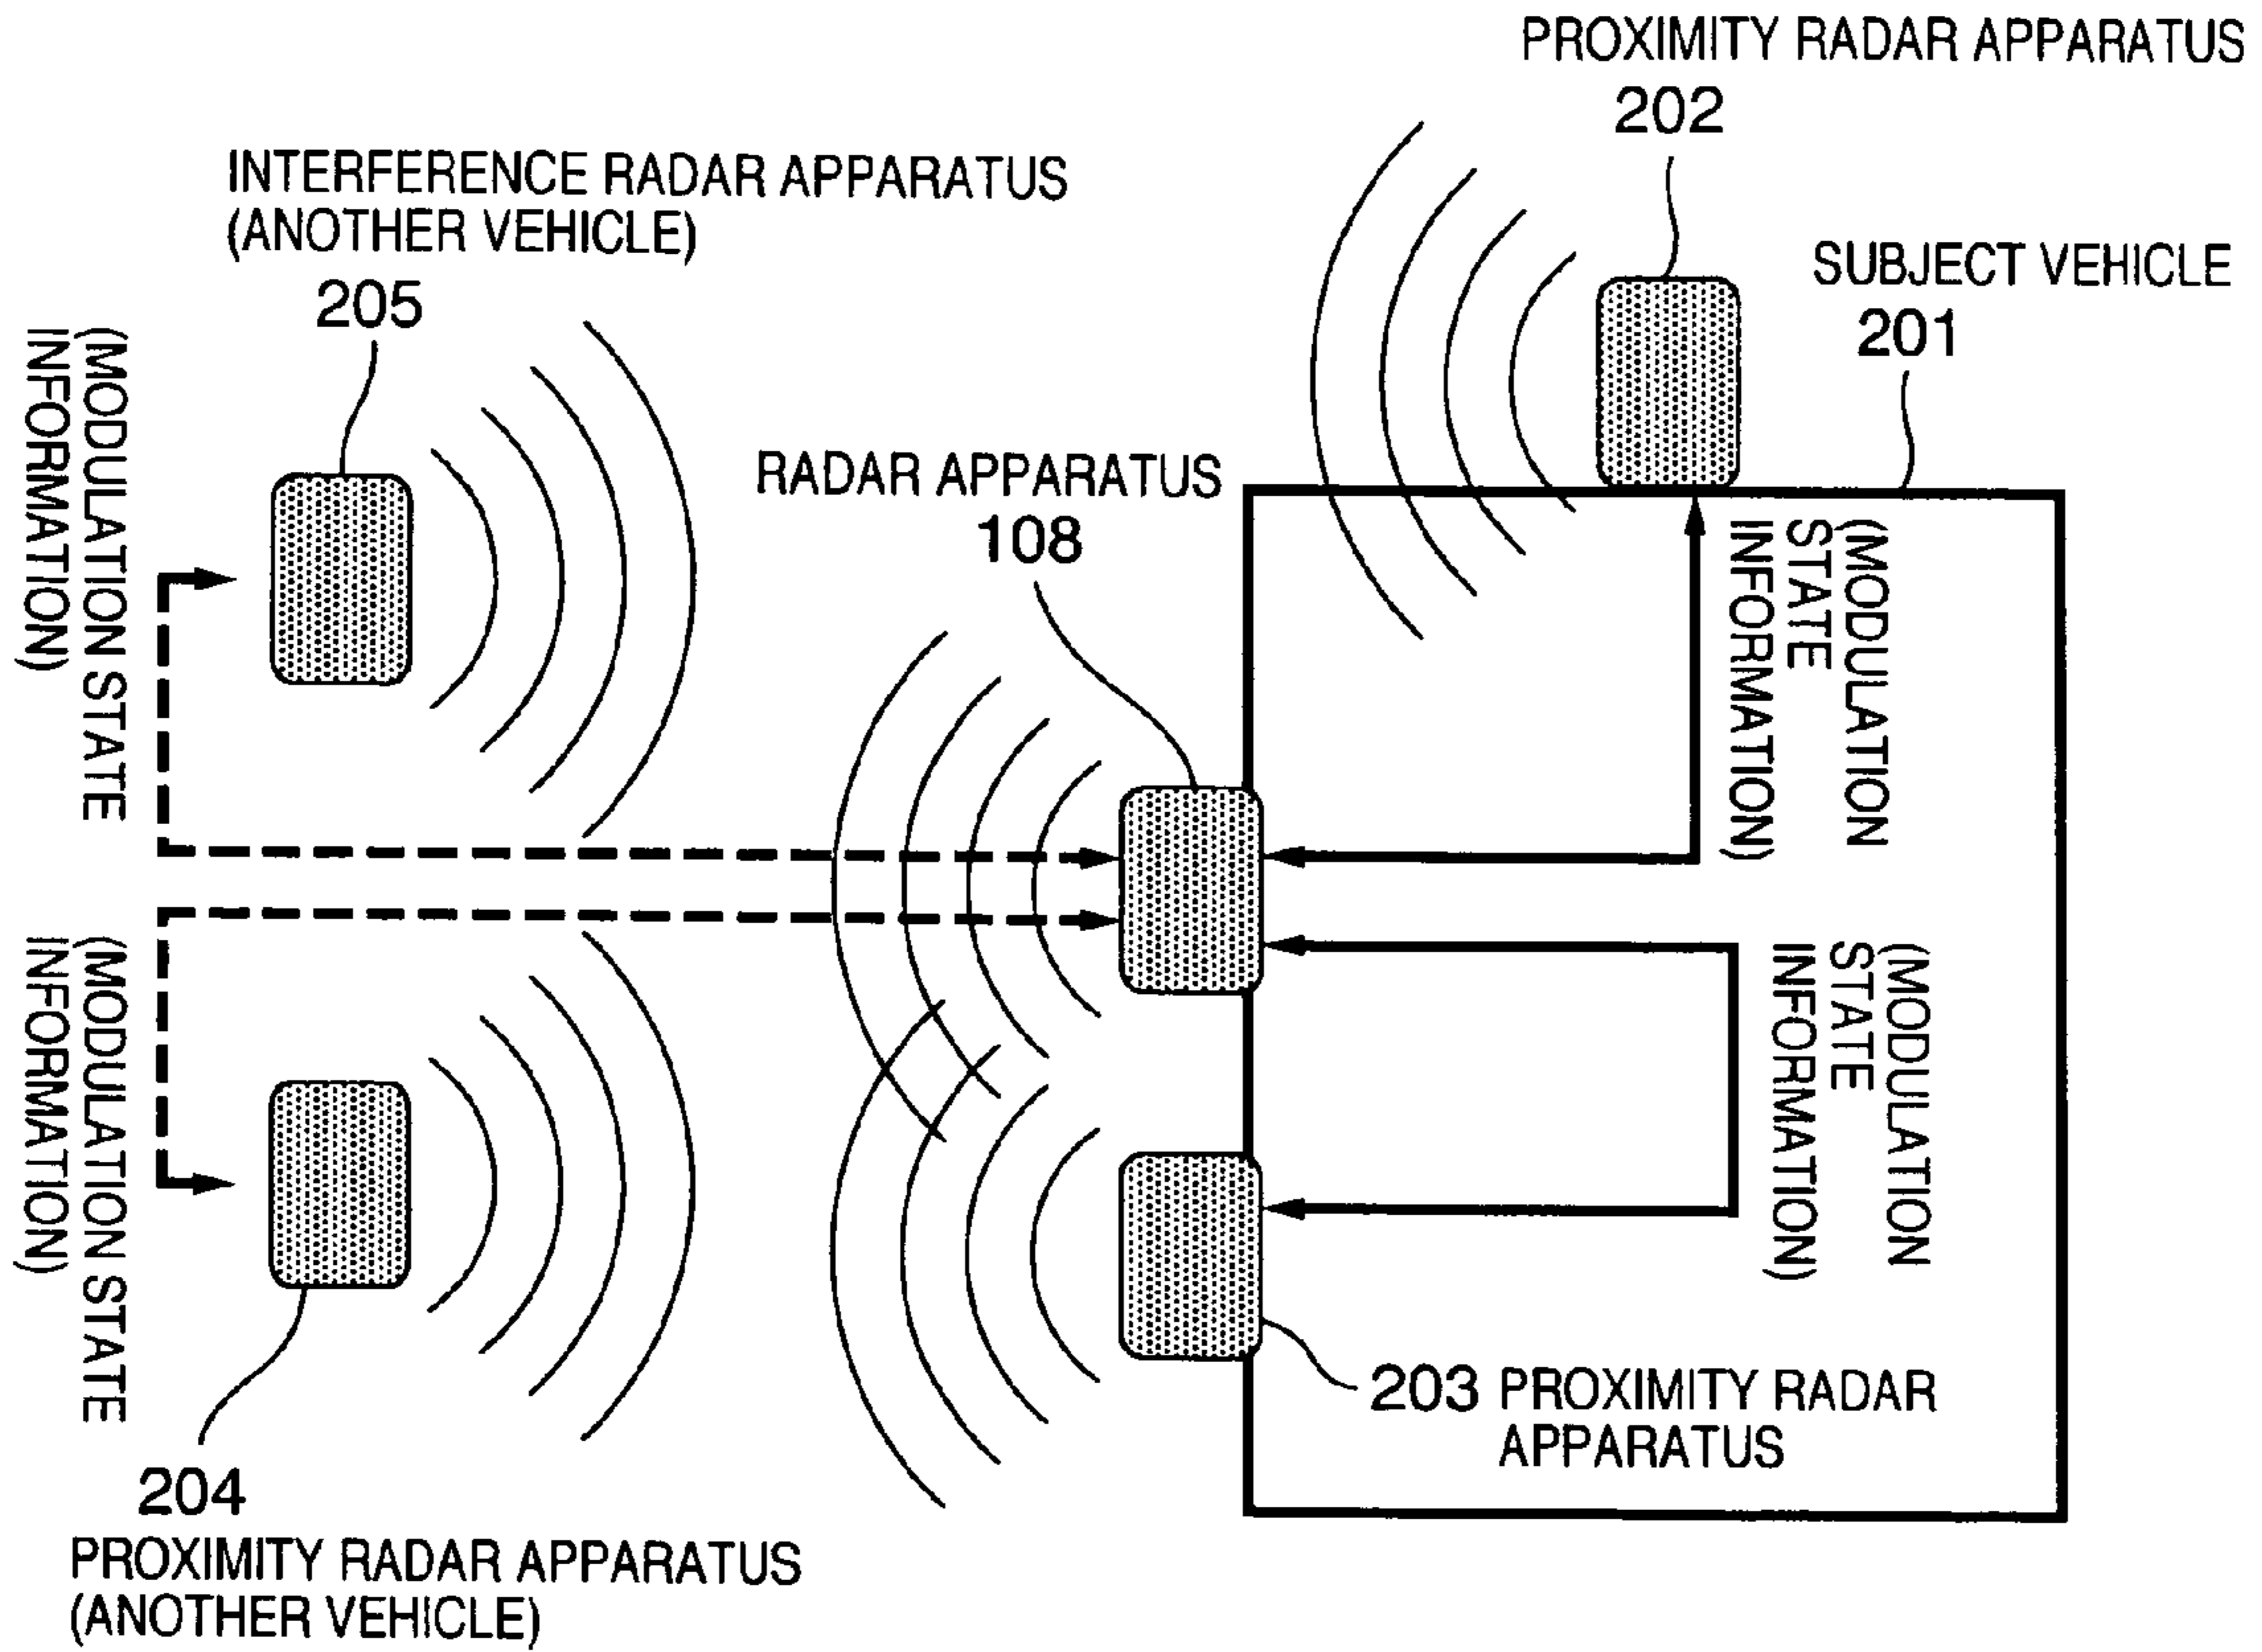 PROXIMITY RADAR APPARATUS
202
INTERFERENCE RADAR APPARATUS
(ANOTHER VEHICLE)
205
SUBJECT VEHICLE
201
(MODULATION STATE
INFORMATION)
RADAR APPARATUS
108
(MODULATION
STATE
INFORMATION)
(MODULATION STATE
INFORMATION)
(MODULATION
STATE
INFORMATION)
203 PROXIMITY RADAR
APPARATUS
204
PROXIMITY RADAR APPARATUS
(ANOTHER VEHICLE)